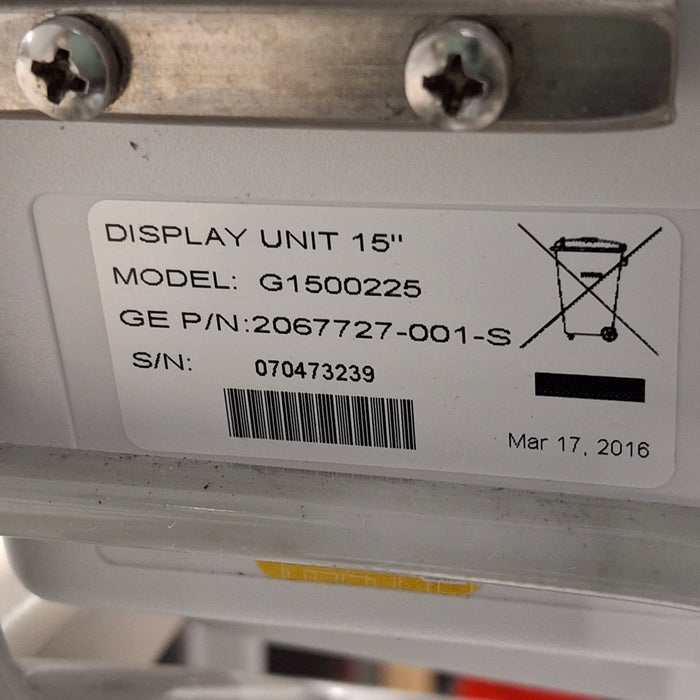 DISPLAY UNIT 15"
MODEL: G1500225
GE P/N:2067727-001-S
S/N: 070473239
Mar 17, 2016